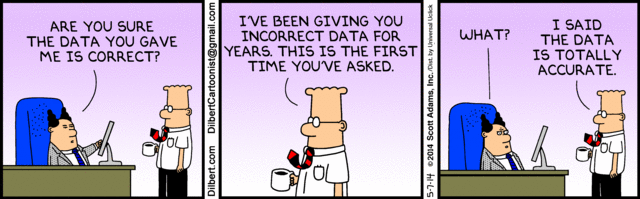 ARE YOU SURE
THE DATA YOU GAVE
ME IS CORRECT?
Dilbert.com DilbertCartoonist@gmail.com
I'VE BEEN GIVING YOU
INCORRECT DATA FOR
YEARS. THIS IS THE FIRST
TIME YOU'VE ASKED.
5-7-14 ©2014 Scott Adams, Inc. /Dist. by Universal Uclick
WHAT?
I SAID
THE DATA
IS TOTALLY
ACCURATE.